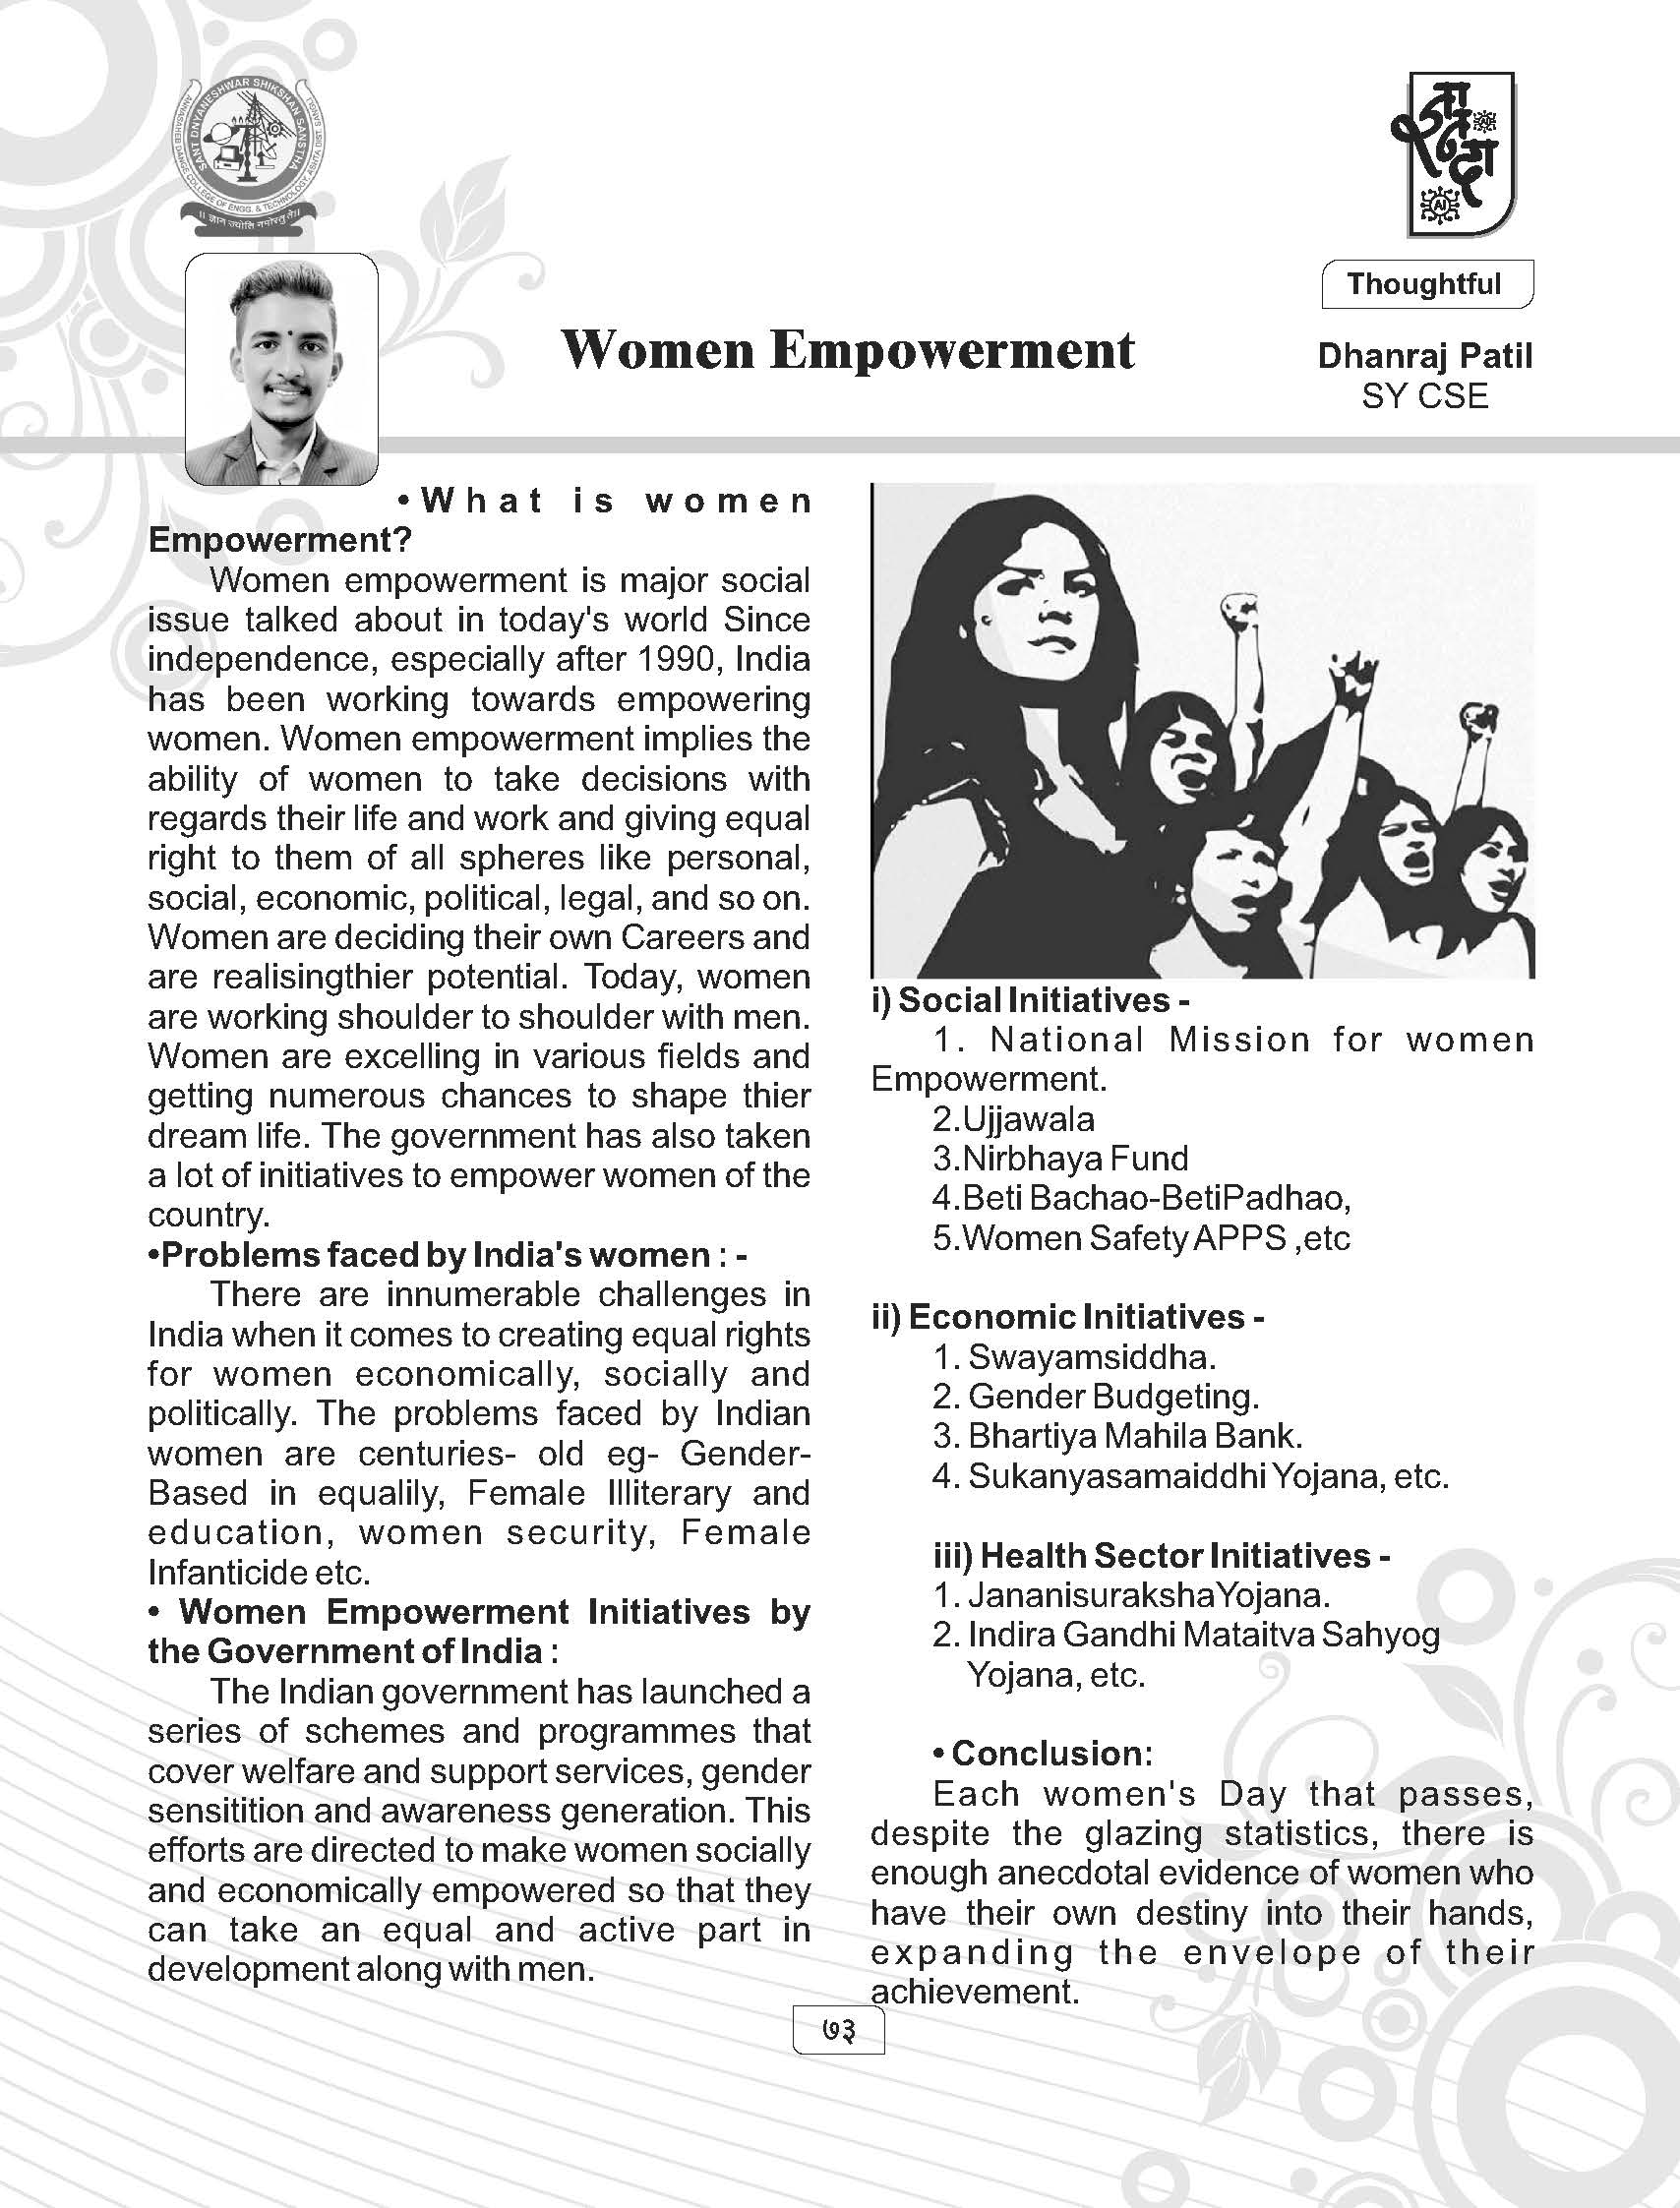 SANT DNYANESHWAR SHIKSHAN SANSTHA
ANNASAHEB DANGE COLLEGE OF ENGG. & TECHNOLOGY, ASHTA DIST. SANGLI
AI
AI
Thoughtful
Women Empowerment
Dhanraj Patil
SY CSE
•What is women
Empowerment?
Women empowerment is major social
issue talked about in today's world Since
independence, especially after 1990, India
has been working towards empowering
women. Women empowerment implies the
ability of women to take decisions with
regards their life and work and giving equal
right to them of all spheres like personal,
social, economic, political, legal, and so on.
Women are deciding their own Careers and
are realisingthier potential. Today, women
are working shoulder to shoulder with men.
Women are excelling in various fields and
getting numerous chances to shape thier
dream life. The government has also taken
a lot of initiatives to empower women of the
country.
•Problems faced by India's women : -
There are innumerable challenges in
India when it comes to creating equal rights
for women economically, socially and
politically. The problems faced by Indian
women are centuries- old eg- Gender-
Based in equalily, Female Illiterary and
education, women security, Female
Infanticide etc.
• Women Empowerment Initiatives by
the Government of India :
The Indian government has launched a
series of schemes and programmes that
cover welfare and support services, gender
sensitition and awareness generation. This
efforts are directed to make women socially
and economically empowered so that they
can take an equal and active part in
development along with men.
i) Social Initiatives -
1. National Mission for women
Empowerment.
2.Ujjawala
3.Nirbhaya Fund
4.Beti Bachao-BetiPadhao,
5.Women Safety APPS ,etc
ii) Economic Initiatives -
1. Swayamsiddha.
2. Gender Budgeting.
3. Bhartiya Mahila Bank.
4. Sukanyasamaiddhi Yojana, etc.
iii) Health Sector Initiatives -
1. JananisurakshaYojana.
2. Indira Gandhi Mataitva Sahyog
Yojana, etc.
• Conclusion:
Each women's Day that passes,
despite the glazing statistics, there is
enough anecdotal evidence of women who
have their own destiny into their hands,
expanding the envelope of their
achievement.
७३